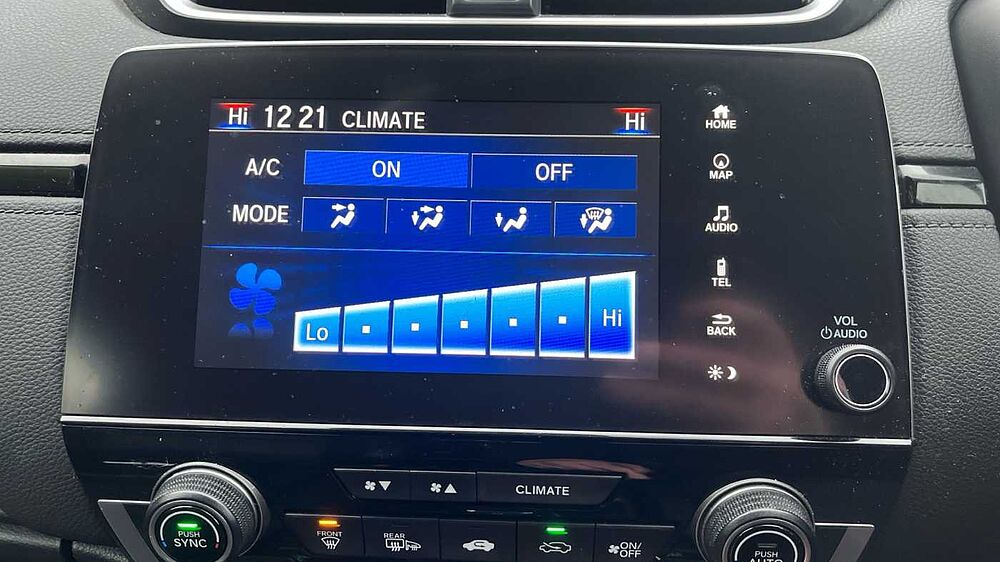 Hi 12 21 CLIMATE Hi
A/C ON OFF
MODE
Lo Hi
HOME
MAP
AUDIO
TEL
BACK
VOL
AUDIO
CLIMATE
PUSH
SYNC
FRONT
REAR
ON/
OFF
PUSH
AUTO